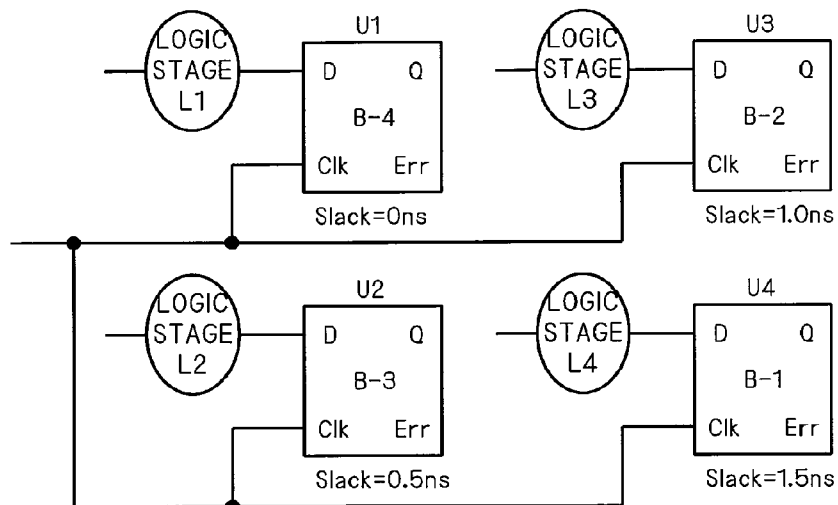 LOGIC
STAGE
L1
U1
D Q
B-4
Clk Err
Slack=0ns
LOGIC
STAGE
L3
U3
D Q
B-2
Clk Err
Slack=1.0ns
LOGIC
STAGE
L2
U2
D Q
B-3
Clk Err
Slack=0.5ns
LOGIC
STAGE
L4
U4
D Q
B-1
Clk Err
Slack=1.5ns